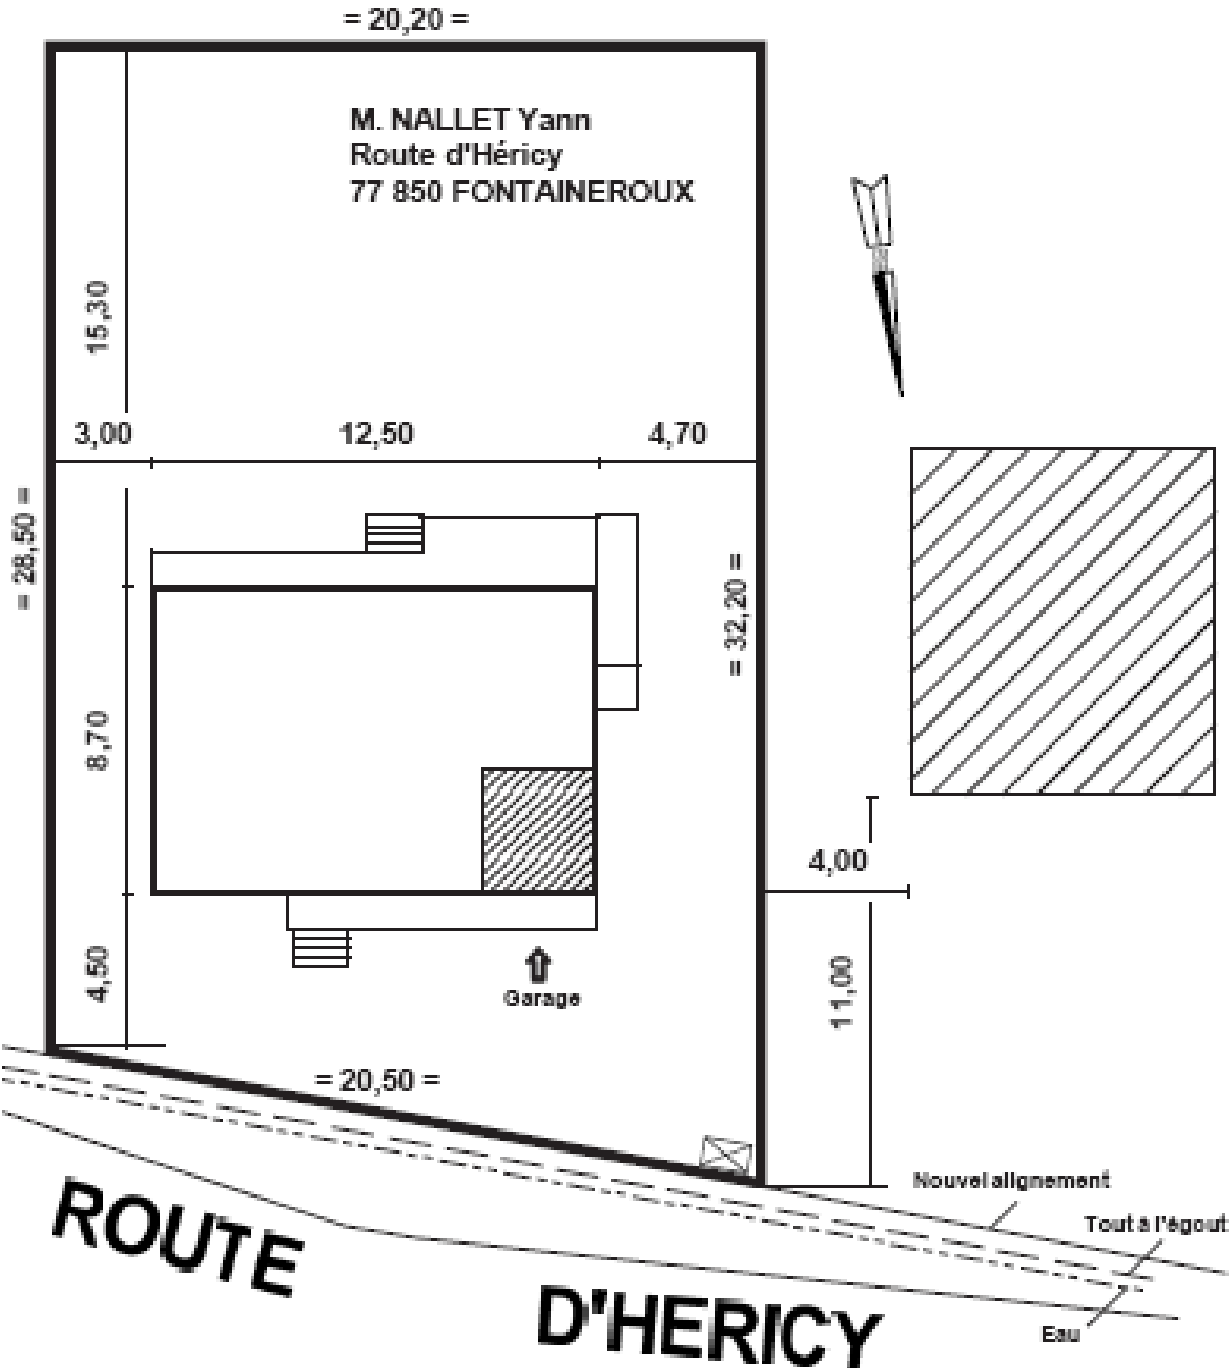 = 20,20 =
M. NALLET Yann
Route d'Héricy
77 850 FONTAINEROUX
15,30
3,00
12,50
4,70
= 28,50 =
= 32,20 =
8,70
4,00
4,50
11,00
Garage
= 20,50 =
Nouvel alignement
Tout à l'égout
Eau
ROUTE
D'HERICY